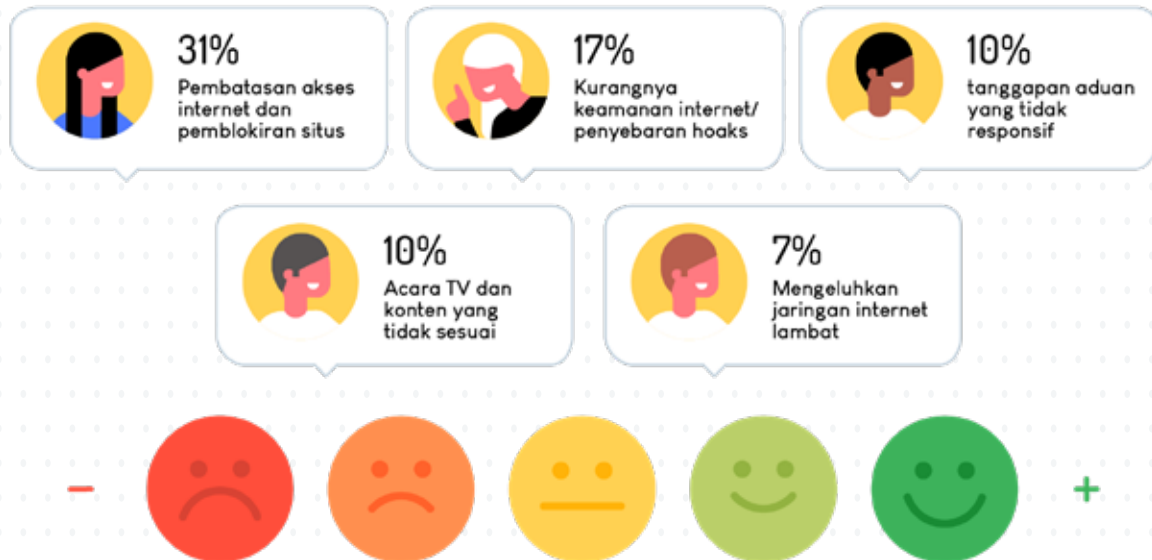 31%
Pembatasan akses
internet dan
pemblokiran situs
17%
Kurangnya
keamanan internet/
penyebaran hoaks
10%
tanggapan aduan
yang tidak
responsif
10%
Acara TV dan
konten yang
tidak sesuai
7%
Mengeluhkan
jaringan internet
lambat
- +